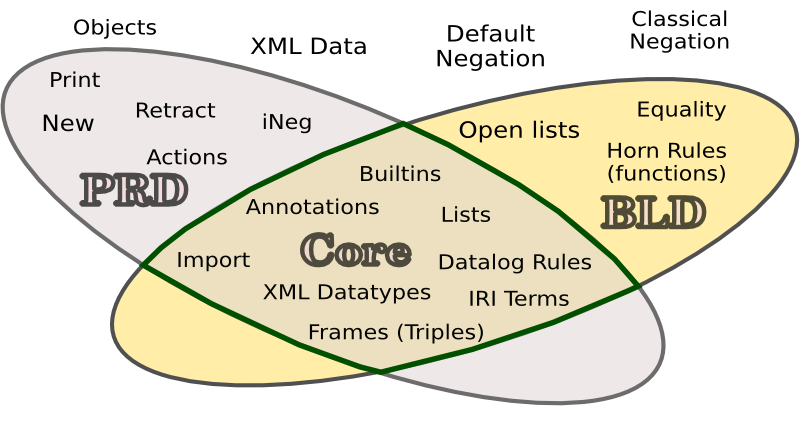 Objects
XML Data
Default
Negation
Classical
Negation
Print
New
Retract
iNeg
Actions
PRD
Open lists
Equality
Horn Rules
(functions)
BLD
Builtins
Annotations
Lists
Core
Import
Datalog Rules
XML Datatypes
IRI Terms
Frames (Triples)